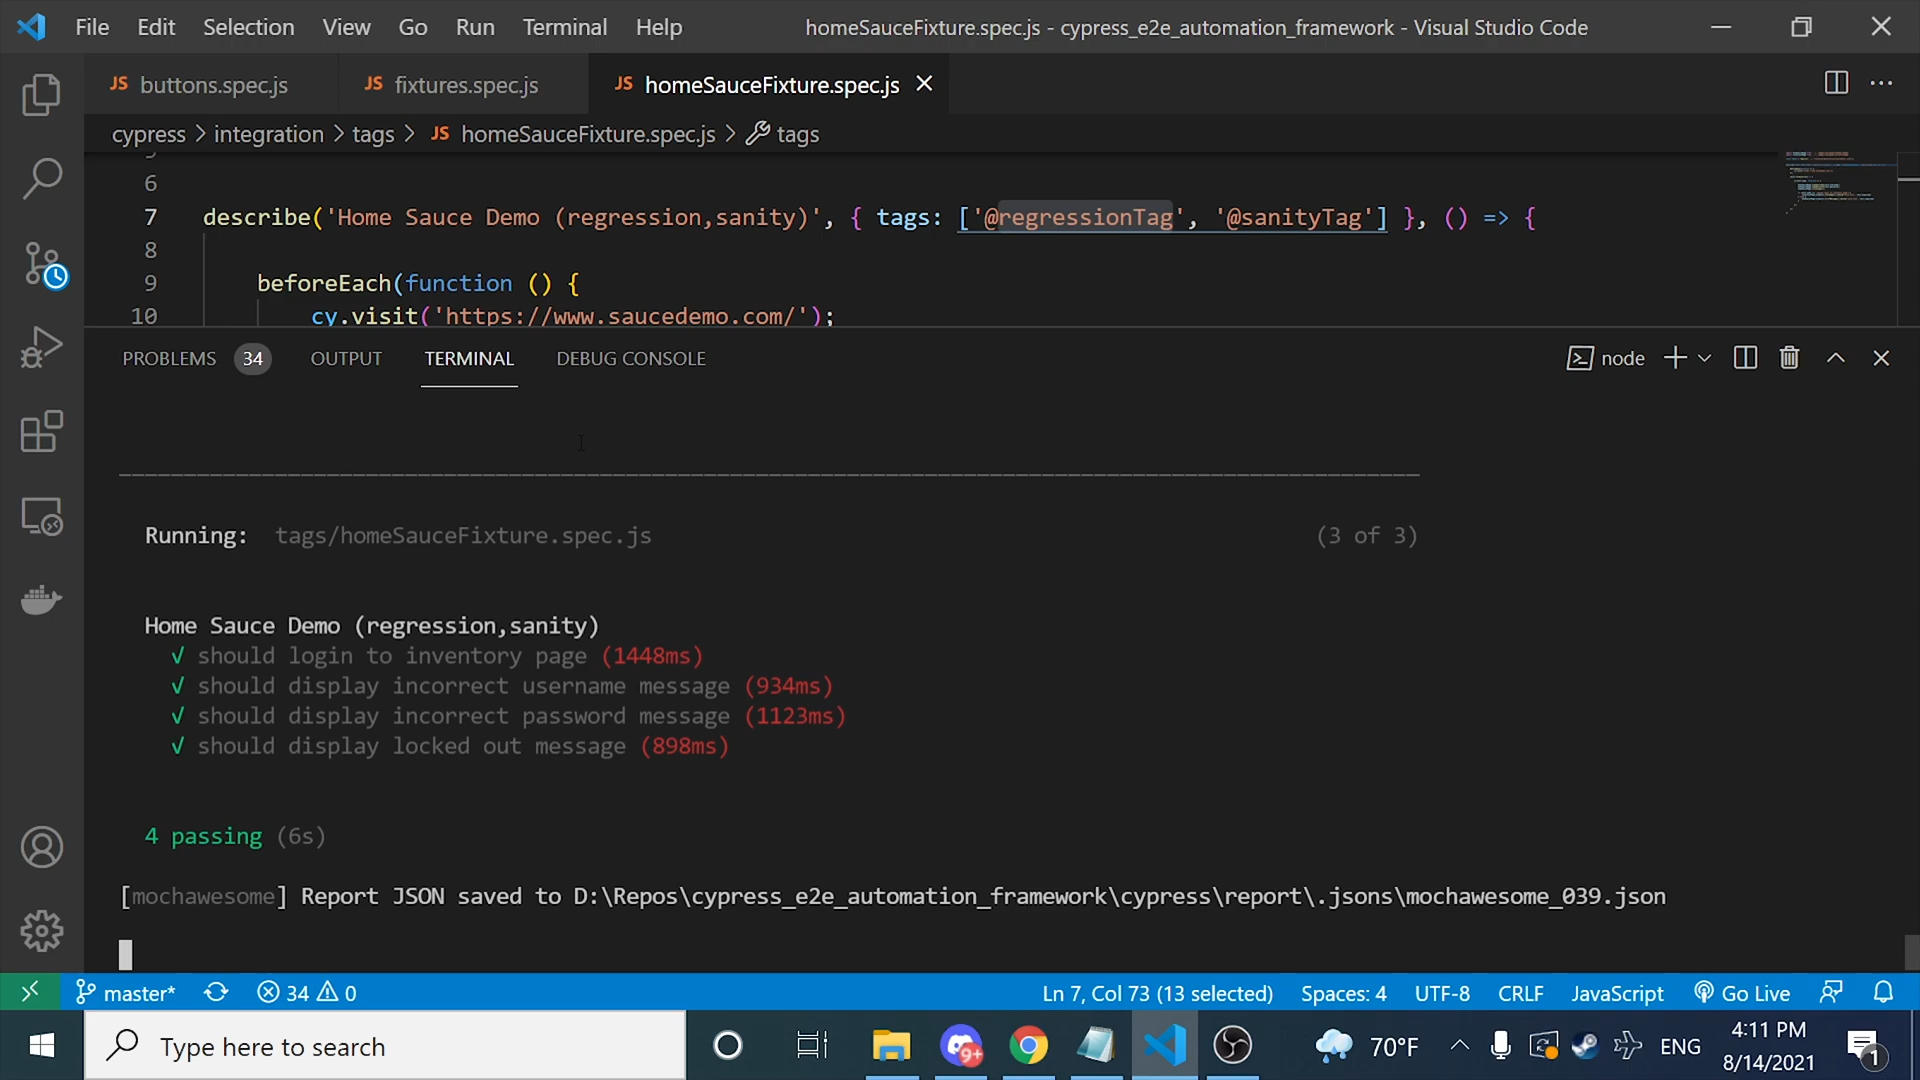 File Edit Selection View Go Run Terminal Help homeSauceFixture.spec.js - cypress_e2e_automation_framework - Visual Studio Code
JS buttons.spec.js JS fixtures.spec.js JS homeSauceFixture.spec.js
cypress > integration > tags > JS homeSauceFixture.spec.js > tags
6
7 describe('Home Sauce Demo (regression,sanity)', { tags: ['@regressionTag', '@sanityTag'] }, () => {
8
9 beforeEach(function () {
10 cy.visit('https://www.saucedemo.com/');
PROBLEMS 34 OUTPUT TERMINAL DEBUG CONSOLE node
Running: tags/homeSauceFixture.spec.js (3 of 3)
Home Sauce Demo (regression,sanity)
√ should login to inventory page (1448ms)
√ should display incorrect username message (934ms)
√ should display incorrect password message (1123ms)
√ should display locked out message (898ms)
4 passing (6s)
[mochawesome] Report JSON saved to D:\Repos\cypress_e2e_automation_framework\cypress\report\.jsons\mochawesome_039.json
master* 34 0 Ln 7, Col 73 (13 selected) Spaces: 4 UTF-8 CRLF JavaScript Go Live
Type here to search 9+ 70°F ENG 4:11 PM
8/14/2021 1